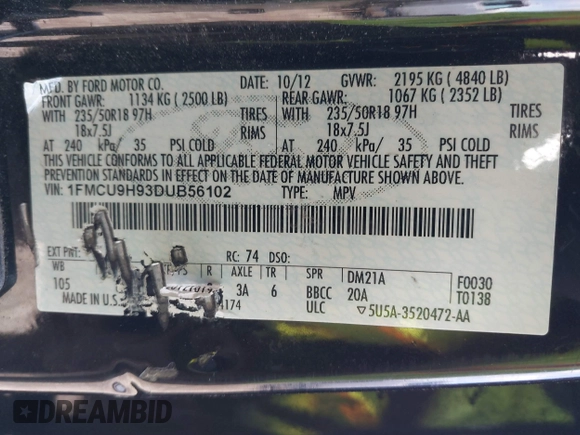 MFD. BY FORD MOTOR CO.
DATE: 10/12 GVWR: 2195 KG ( 4840 LB)
FRONT GAWR: 1134 KG ( 2500 LB) REAR GAWR: 1067 KG ( 2352 LB)
WITH 235/50R18 97H TIRES WITH 235/50R18 97H TIRES
18x7.5J RIMS 18x7.5J RIMS
AT 240 kPa/ 35 PSI COLD AT 240 kPa/ 35 PSI COLD
THIS VEHICLE CONFORMS TO ALL APPLICABLE FEDERAL MOTOR VEHICLE SAFETY AND THEFT
PREVENTION STANDARDS IN EFFECT ON THE DATE OF MANUFACTURE SHOWN ABOVE.
VIN: 1FMCU9H93DUB56102 TYPE: MPV
EXT PNT: RC: 74 DSO:
WB R AXLE TR SPR DM21A F0030
105 3A 6 BBCC 20A T0138
MADE IN U.S. ULC ▽5U5A-3520472-AA
DREAMBID